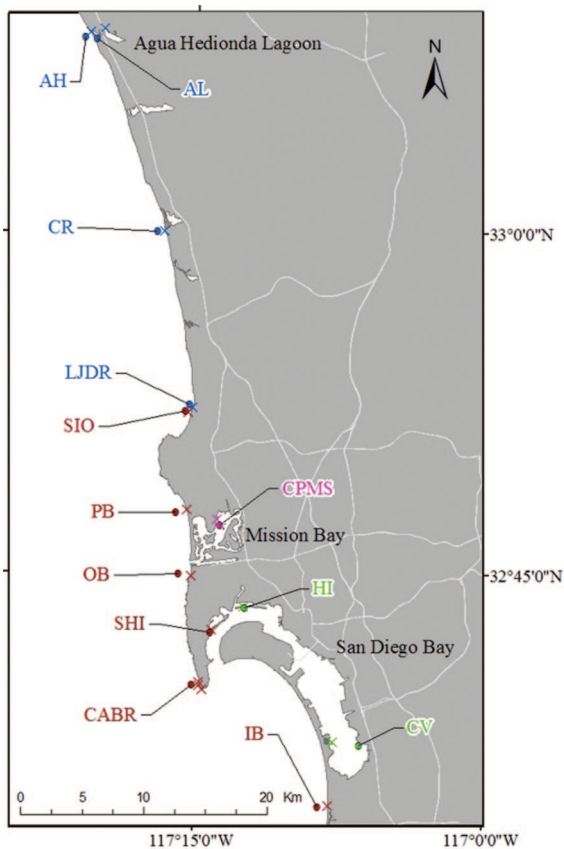 Agua Hedionda Lagoon
N
AH
AL
CR
33°0'0"N
LJDR
SIO
CPMS
PB
Mission Bay
OB
32°45'0"N
HI
SHI
San Diego Bay
CABR
IB
CV
0 5 10 20 Km
117°15'0"W
117°0'0"W